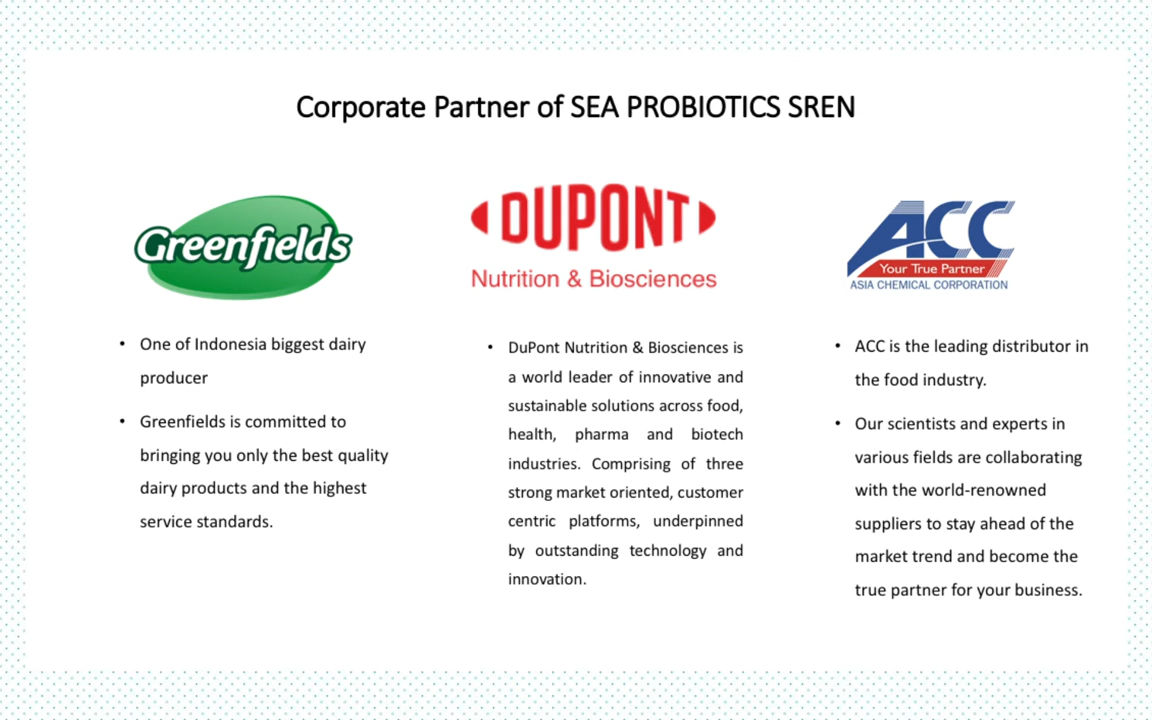 Corporate Partner of SEA PROBIOTICS SREN
Greenfields
• One of Indonesia biggest dairy
producer
• Greenfields is committed to
bringing you only the best quality
dairy products and the highest
service standards.
DUPONT
Nutrition & Biosciences
• DuPont Nutrition & Biosciences is
a world leader of innovative and
sustainable solutions across food,
health, pharma and biotech
industries. Comprising of three
strong market oriented, customer
centric platforms, underpinned
by outstanding technology and
innovation.
ACC
Your True Partner
ASIA CHEMICAL CORPORATION
• ACC is the leading distributor in
the food industry.
• Our scientists and experts in
various fields are collaborating
with the world-renowned
suppliers to stay ahead of the
market trend and become the
true partner for your business.